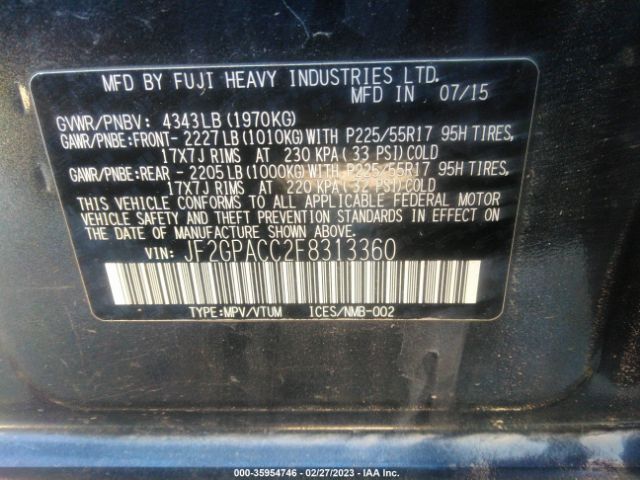 MFD BY FUJI HEAVY INDUSTRIES LTD.
MFD IN 07/15
GVWR/PNBV: 4343LB(1970KG)
GAWR/PNBE:FRONT-2227LB(1010KG)WITH P225/55R17 95H TIRES,
17X7J RIMS AT 230 KPA(33 PSI)COLD
GAWR/PNBE:REAR -2205LB(1000KG)WITH P225/55R17 95H TIRES,
17X7J RIMS AT 220 KPA(32 PSI)COLD
THIS VEHICLE CONFORMS TO ALL APPLICABLE FEDERAL MOTOR
VEHICLE SAFETY AND THEFT PREVENTION STANDARDS IN EFFECT
ON THE DATE OF MANUFACTURE SHOWN ABOVE.
VIN: JF2GPACC2F8313360
TYPE:MPV/VTUM ICES/NMB-002
000-35954746 - 02/27/2023 - IAA Inc.